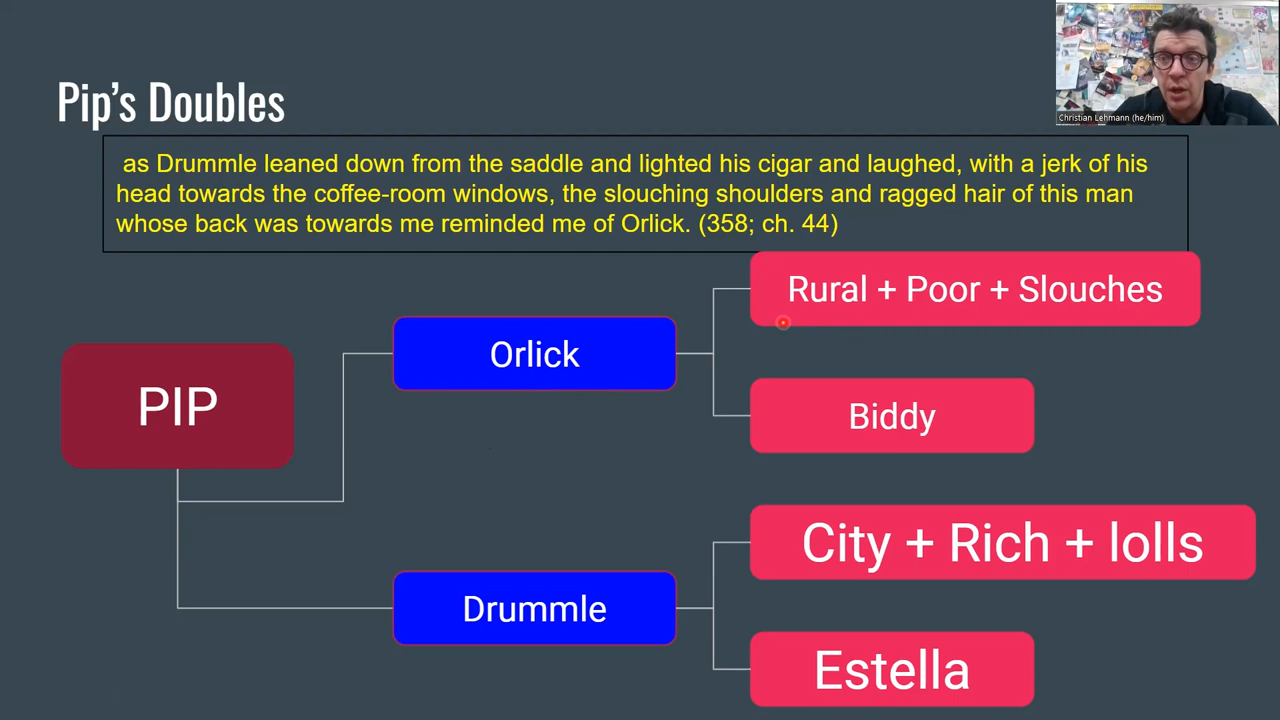 Christian Lehmann (he/him)
Pip's Doubles
as Drummle leaned down from the saddle and lighted his cigar and laughed, with a jerk of his
head towards the coffee-room windows, the slouching shoulders and ragged hair of this man
whose back was towards me reminded me of Orlick. (358; ch. 44)
Rural + Poor + Slouches
Orlick
PIP
Biddy
City + Rich + lolls
Drummle
Estella